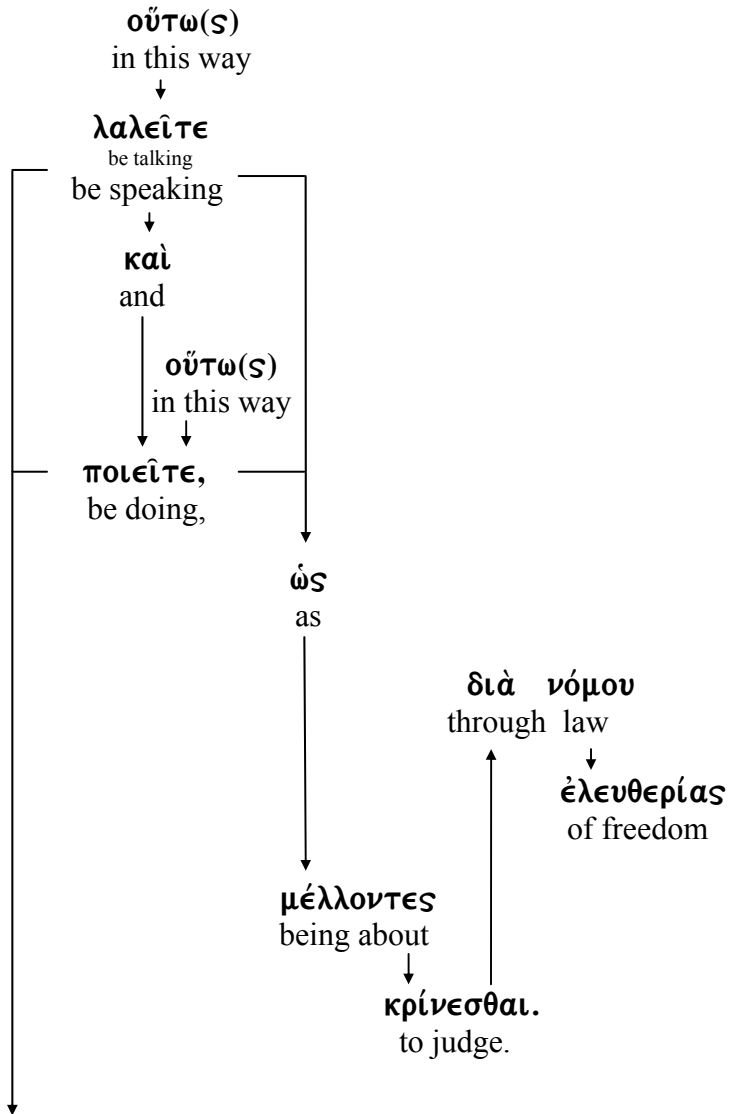 οὕτω(ς)
in this way
λαλεῖτε
be talking
be speaking
καὶ
and
οὕτω(ς)
in this way
ποιεῖτε,
be doing,
ὡς
as
διὰ νόμου
through law
ἐλευθερίας
of freedom
μέλλοντες
being about
κρίνεσθαι.
to judge.